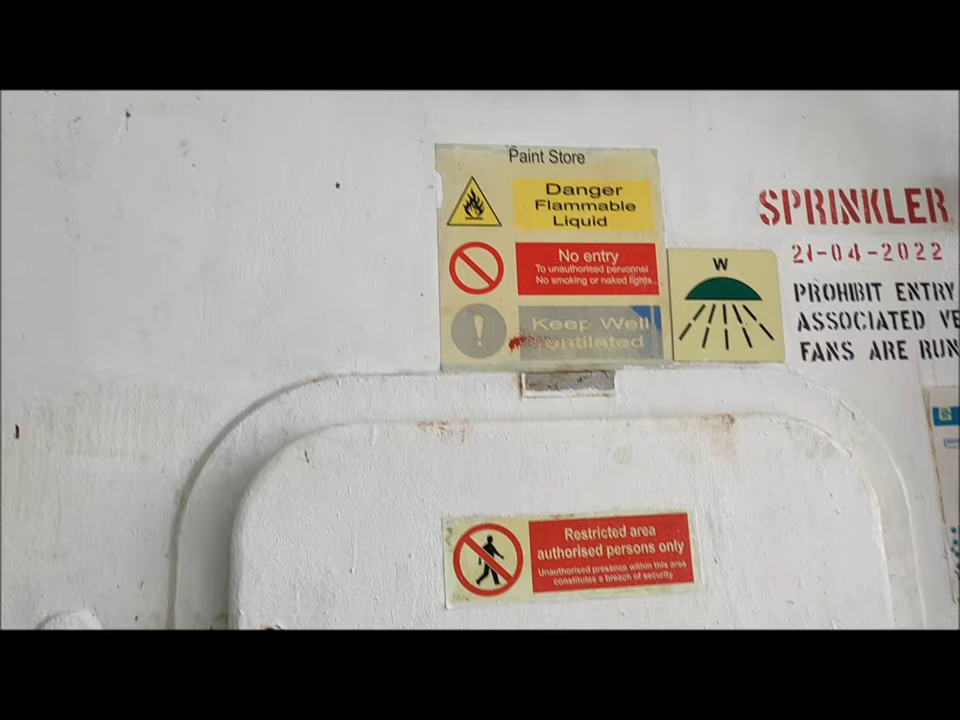 Paint Store
Danger
Flammable
Liquid
No entry
To unauthorised personnel
No smoking or naked lights
Keep Well
Ventilated
W
SPRINKLER
21-04-2022
PROHIBIT ENTRY
ASSOCIATED VE
FANS ARE RUN
Restricted area
authorised persons only
Unauthorised presence within this area
constitutes a breach of security